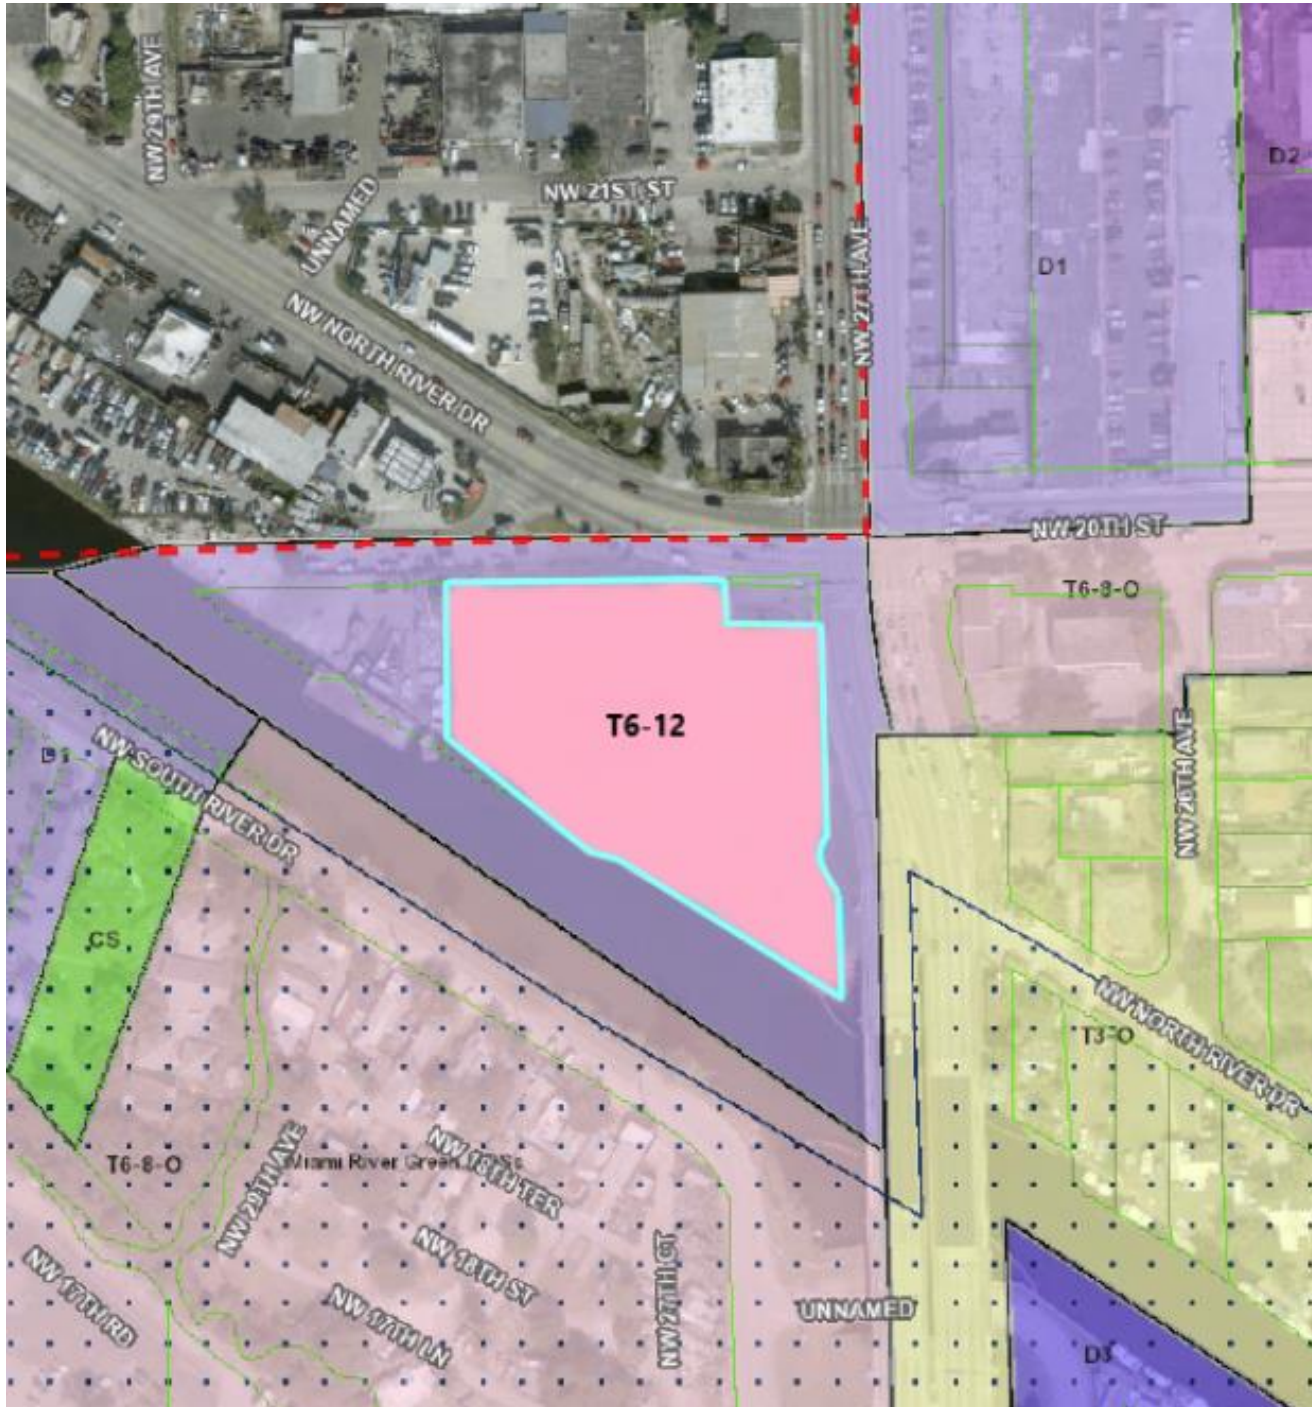 NW 29TH AVE
NW 21ST ST
UNNAMED
D2
NW 27TH AVE
D1
NW NORTH RIVER DR
NW 20TH ST
T6-8-O
T6-12
NW 26TH AVE
NW SOUTH RIVER DR
D1
CS
NW NORTH RIVER DR
T3-O
T6-8-O
Miami River Green
NW 18TH TER
NW 29TH AVE
NW 18TH ST
NW 27TH CT
NW 17TH RD
NW 17TH LN
UNNAMED
D3